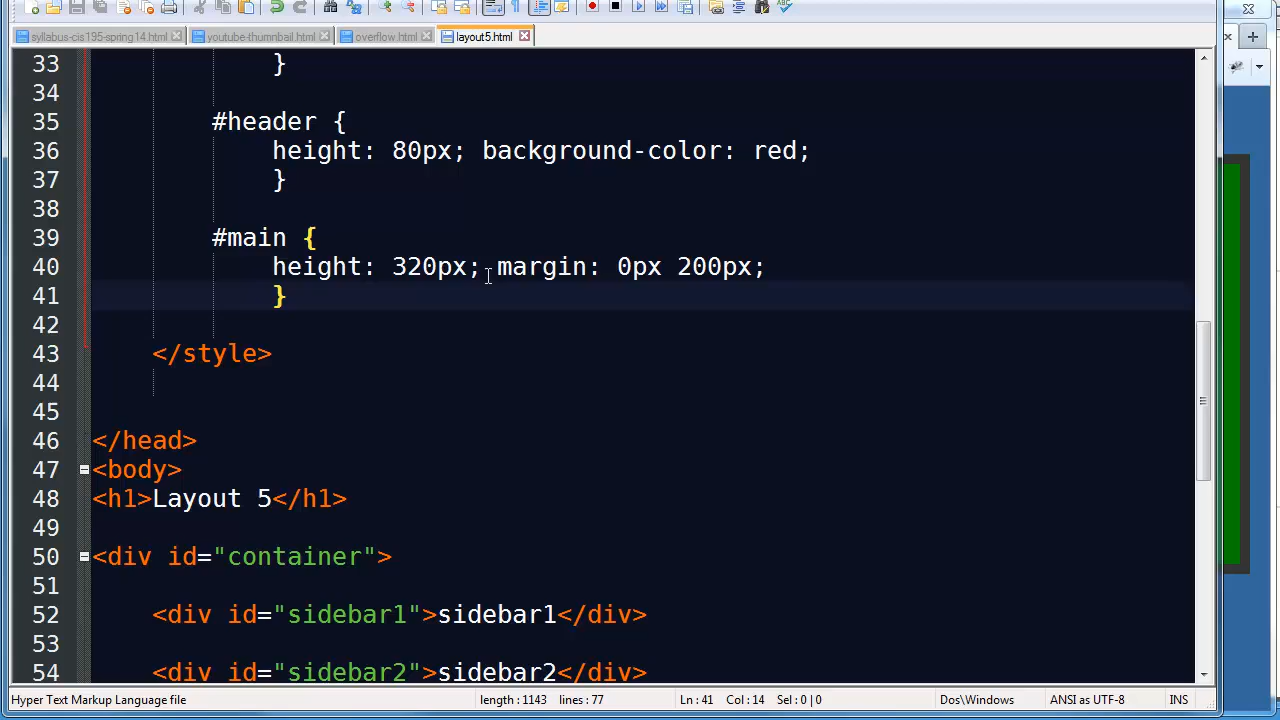 syllabus-cis195-spring14.html youtube-thumnbail.html overflow.html layout5.html
33 }
34
35 #header {
36 height: 80px; background-color: red;
37 }
38
39 #main {
40 height: 320px; margin: 0px 200px;
41 }
42
43 </style>
44
45
46 </head>
47 <body>
48 <h1>Layout 5</h1>
49
50 <div id="container">
51
52 <div id="sidebar1">sidebar1</div>
53
54 <div id="sidebar2">sidebar2</div>
Hyper Text Markup Language file length : 1143 lines : 77 Ln : 41 Col : 14 Sel : 0 | 0 Dos\Windows ANSI as UTF-8 INS